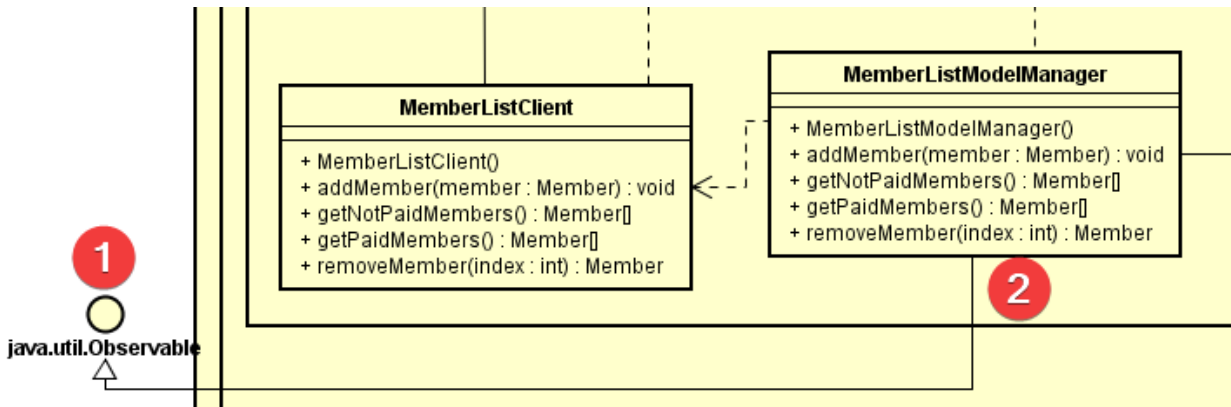 MemberListClient
+ MemberListClient()
+ addMember(member : Member) : void
+ getNotPaidMembers() : Member[]
+ getPaidMembers() : Member[]
+ removeMember(index : int) : Member
MemberListModelManager
+ MemberListModelManager()
+ addMember(member : Member) : void
+ getNotPaidMembers() : Member[]
+ getPaidMembers() : Member[]
+ removeMember(index : int) : Member
1
java.util.Observable
2